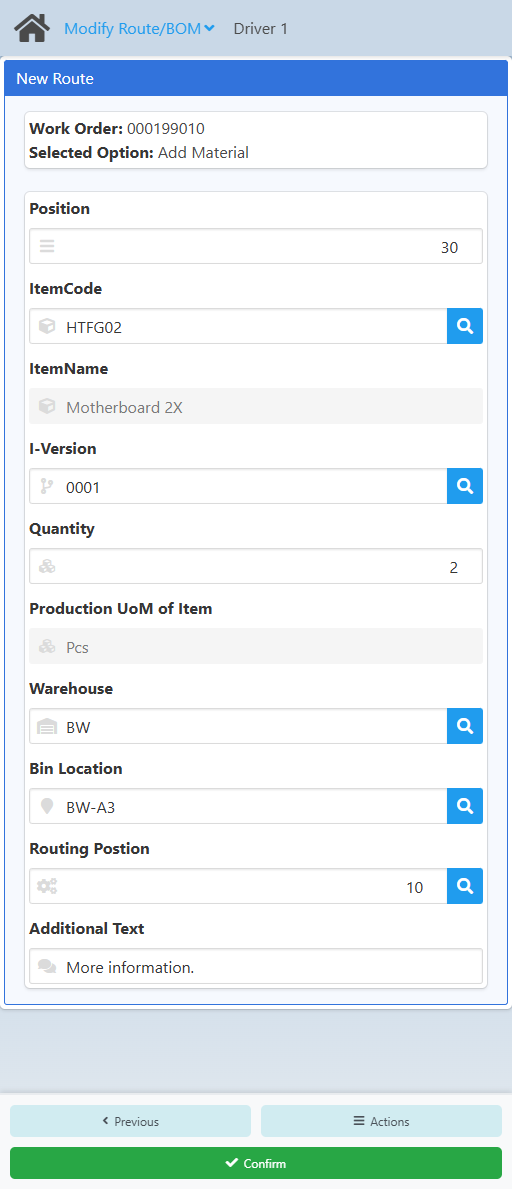 Modify Route/BOM Driver 1
New Route
Work Order: 000199010
Selected Option: Add Material
Position
30
ItemCode
HTFG02
ItemName
Motherboard 2X
I-Version
0001
Quantity
2
Production UoM of Item
Pcs
Warehouse
BW
Bin Location
BW-A3
Routing Postion
10
Additional Text
More information.
Previous Actions
Confirm